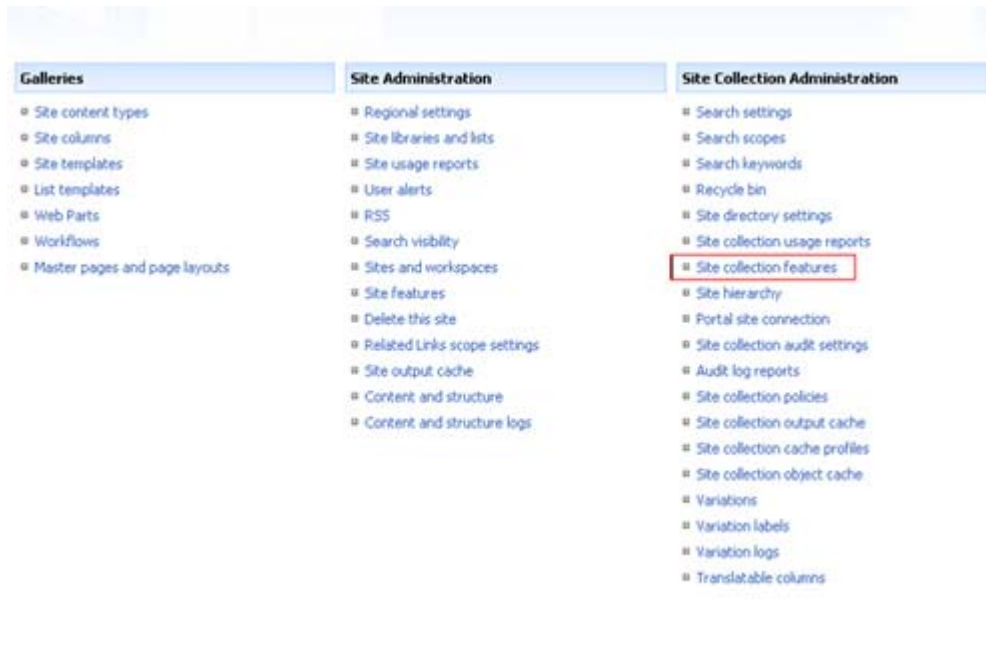 Galleries
Site content types
Site columns
Site templates
List templates
Web Parts
Workflows
Master pages and page layouts
Site Administration
Regional settings
Site libraries and lists
Site usage reports
User alerts
RSS
Search visibility
Sites and workspaces
Site features
Delete this site
Related Links scope settings
Site output cache
Content and structure
Content and structure logs
Site Collection Administration
Search settings
Search scopes
Search keywords
Recycle bin
Site directory settings
Site collection usage reports
Site collection features
Site hierarchy
Portal site connection
Site collection audit settings
Audit log reports
Site collection policies
Site collection output cache
Site collection cache profiles
Site collection object cache
Variations
Variation labels
Variation logs
Translatable columns